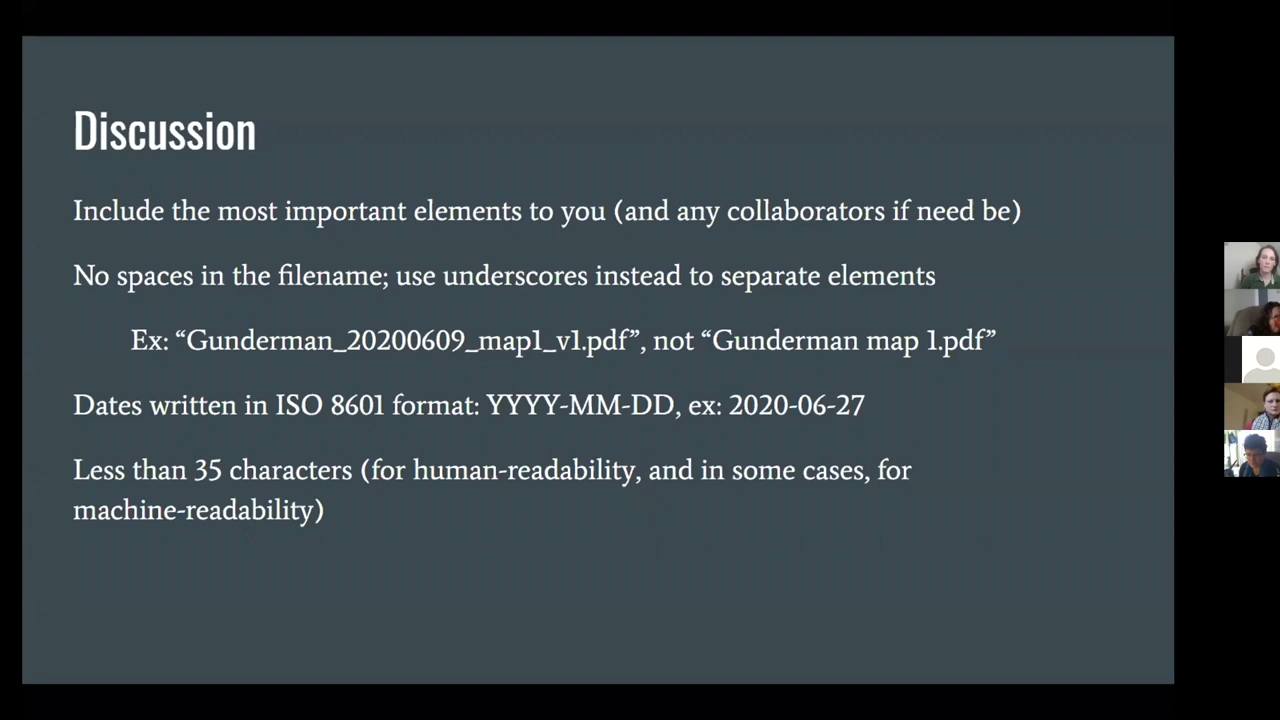 Discussion
Include the most important elements to you (and any collaborators if need be)
No spaces in the filename; use underscores instead to separate elements
Ex: “Gunderman_20200609_map1_v1.pdf”, not “Gunderman map 1.pdf”
Dates written in ISO 8601 format: YYYY-MM-DD, ex: 2020-06-27
Less than 35 characters (for human-readability, and in some cases, for
machine-readability)